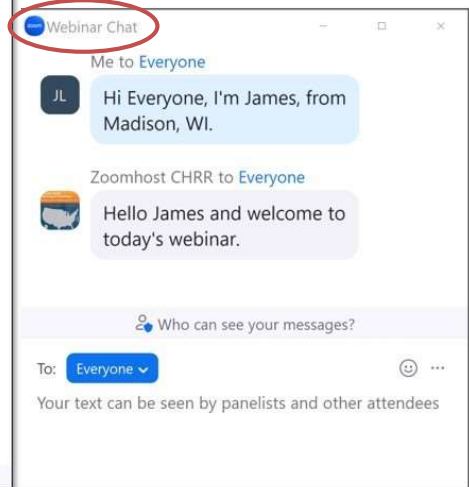 zoom Webinar Chat
Me to Everyone
JL
Hi Everyone, I'm James, from
Madison, WI.
Zoomhost CHRR to Everyone
Hello James and welcome to
today's webinar.
Who can see your messages?
To: Everyone
Your text can be seen by panelists and other attendees